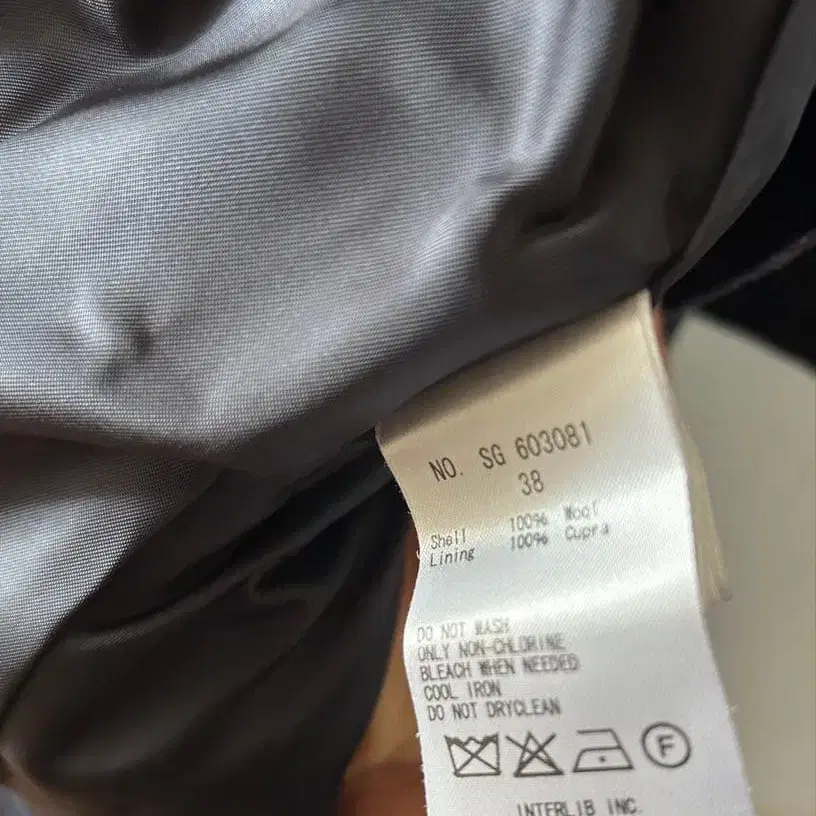 NO. SG 603081
38
Shell 100% Wool
Lining 100% Cupra
DO NOT WASH
ONLY NON-CHLORINE
BLEACH WHEN NEEDED
COOL IRON
DO NOT DRYCLEAN
F
INTERLIB INC.